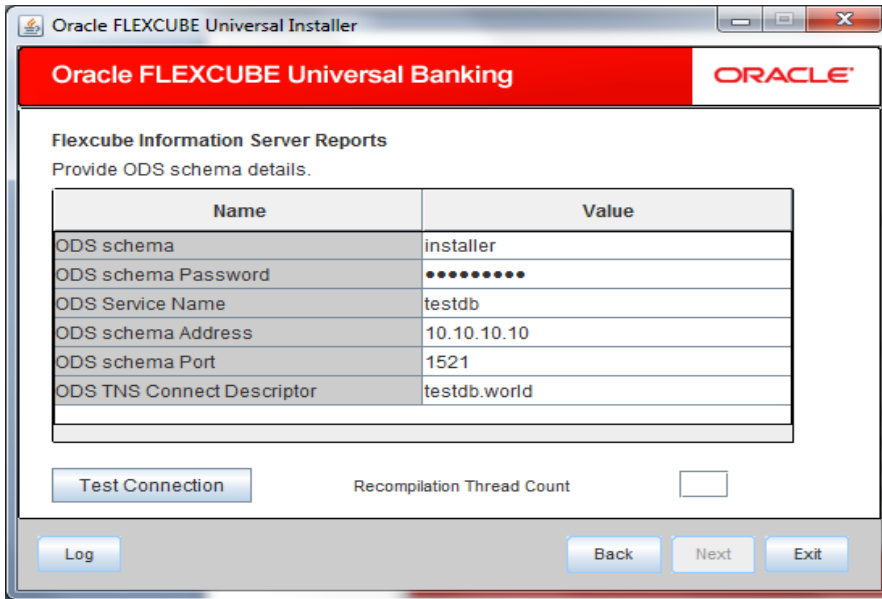 Oracle FLEXCUBE Universal Installer
Oracle FLEXCUBE Universal Banking
ORACLE
Flexcube Information Server Reports
Provide ODS schema details.
Name Value
ODS schema installer
ODS schema Password •••••••••
ODS Service Name testdb
ODS schema Address 10.10.10.10
ODS schema Port 1521
ODS TNS Connect Descriptor testdb.world
Test Connection Recompilation Thread Count
Log Back Next Exit